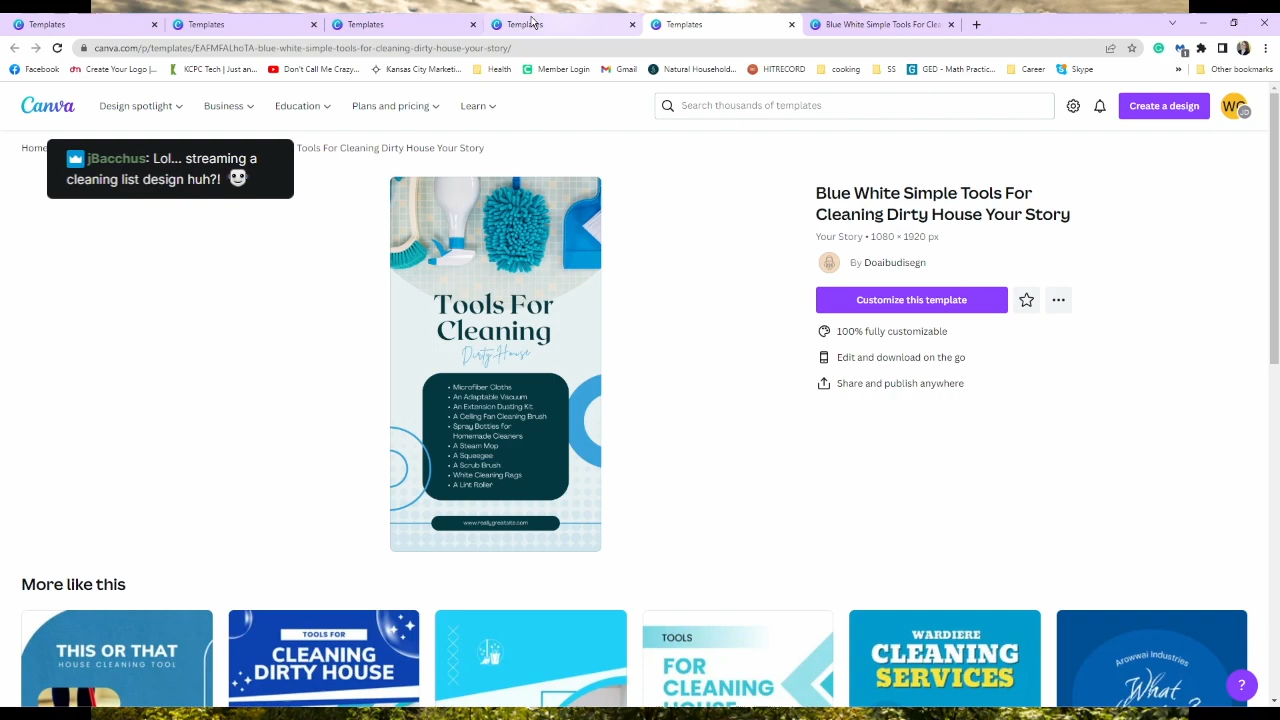 Templates
Templates
Templates
Templates
Templates
Blue White Simple Tools For Clea
canva.com/p/templates/EAFMFALhoTA-blue-white-simple-tools-for-cleaning-dirty-house-your-story/
Facebook
Create Your Logo |...
KCPC Tech | Just an...
Don't Call Me Crazy...
Kansas City Marketi...
Health
Member Login
Gmail
Natural Household...
HITRECORD
cooking
SS
GED - Math Practic...
Career
Skype
Other bookmarks
Canva
Design spotlight
Business
Education
Plans and pricing
Learn
Search thousands of templates
Create a design
WC
JD
Home
Tools For Cleaning Dirty House Your Story
jBacchus: Lol... streaming a
cleaning list design huh?!
Tools For
Cleaning
Dirty House
• Microfiber Cloths
• An Adaptable Vacuum
• An Extension Dusting Kit
• A Ceiling Fan Cleaning Brush
• Spray Bottles for
Homemade Cleaners
• A Steam Mop
• A Squeegee
• A Scrub Brush
• White Cleaning Rags
• A Lint Roller
www.reallygreatsite.com
Blue White Simple Tools For
Cleaning Dirty House Your Story
Your Story • 1080 × 1920 px
By Doaibudisegn
Customize this template
100% fully customizable
Edit and download on the go
Share and publish anywhere
More like this
THIS OR THAT
HOUSE CLEANING TOOL
TOOLS FOR
CLEANING
DIRTY HOUSE
TOOLS
FOR
CLEANING
HOUSE
WARDIERE
CLEANING
SERVICES
Arowwai Industries
What
?